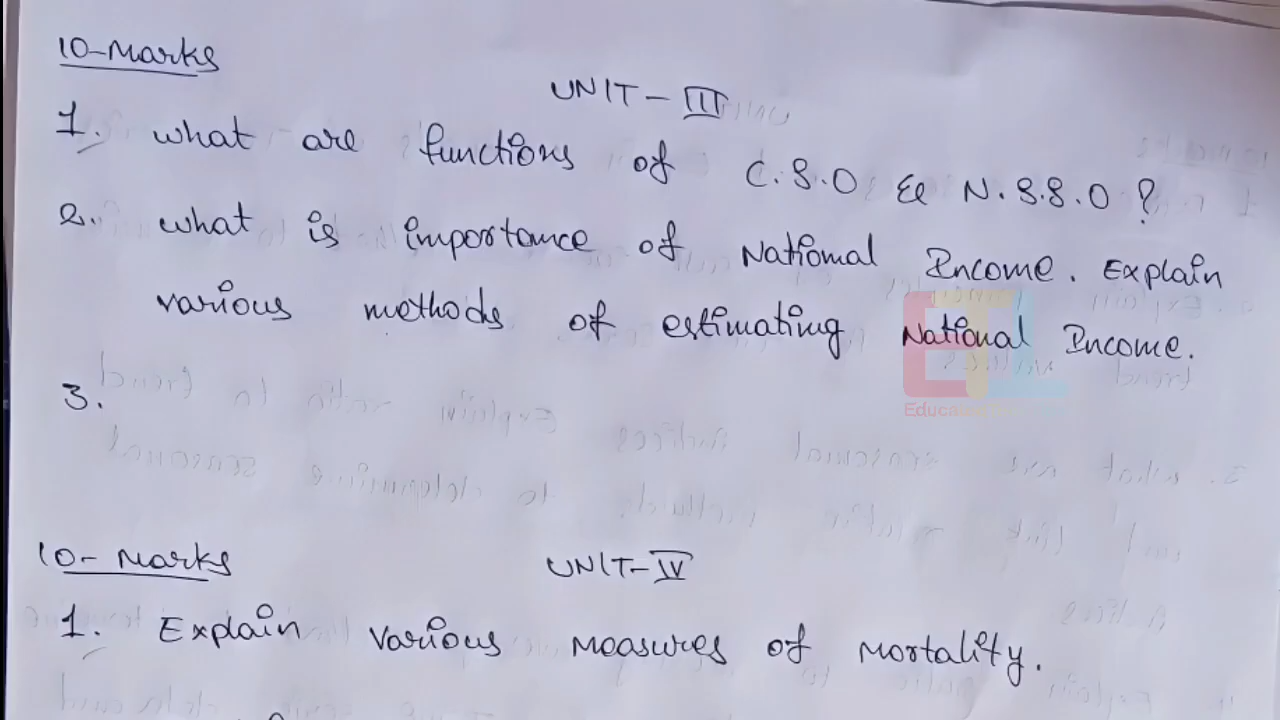 10-Marks
UNIT-III
1. what are functions of C.S.O & N.S.S.O ?
2. what is importance of National Income. Explain
various methods of estimating National Income.
3.
10- Marks
UNIT-IV
1. Explain various measures of mortality.